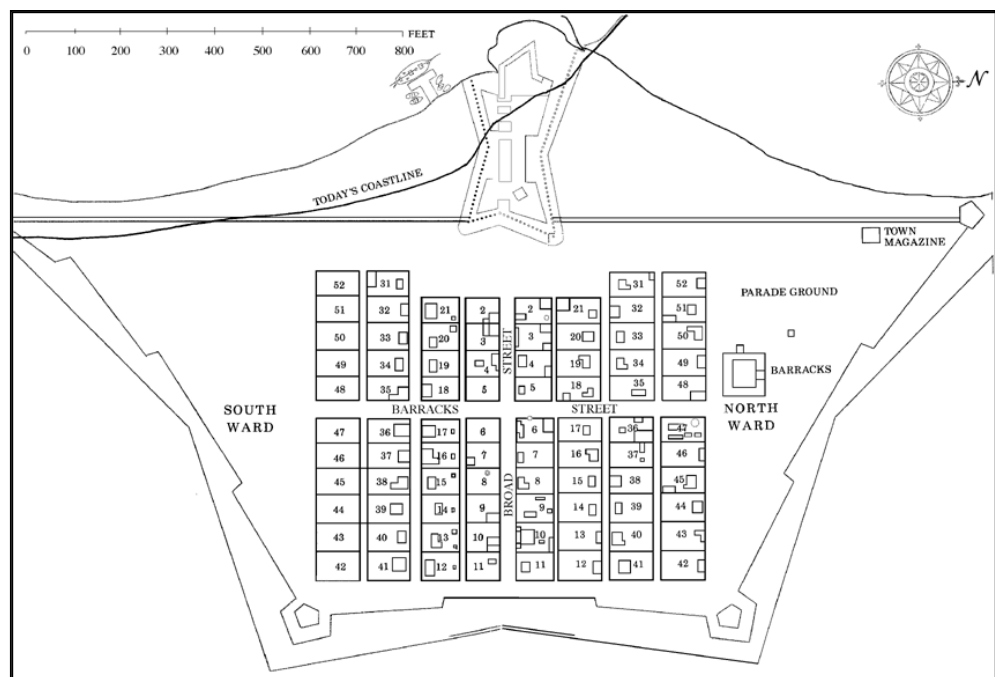 FEET
0 100 200 300 400 500 600 700 800
N
TODAY'S COASTLINE
TOWN
MAGAZINE
PARADE GROUND
BARRACKS
SOUTH
WARD
NORTH
WARD
BARRACKS STREET
BROAD STREET
52 31 31 52
51 32 21 2 2 21 32 51
50 33 20 3 3 20 33 50
49 34 19 4 4 19 34 49
48 35 18 5 5 18 35 48
47 36 17 6 6 17 36 47
46 37 16 7 7 16 37 46
45 38 15 8 8 15 38 45
44 39 14 9 9 14 39 44
43 40 13 10 10 13 40 43
42 41 12 11 11 12 41 42